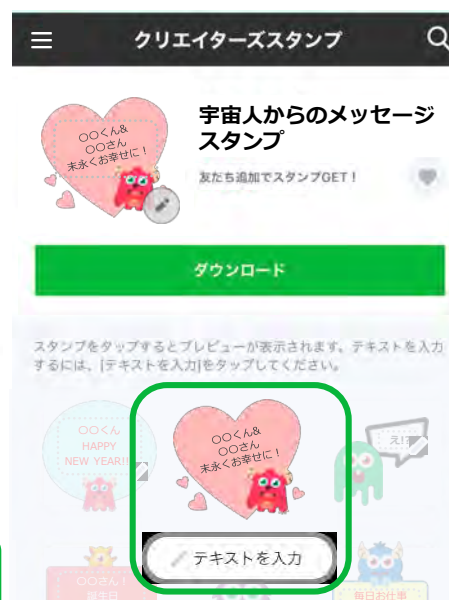 クリエイターズスタンプ
〇〇くん&
〇〇さん
末永くお幸せに!
宇宙人からのメッセージ
スタンプ
友だち追加でスタンプGET!
ダウンロード
スタンプをタップするとプレビューが表示されます。テキストを入力
するには、[テキストを入力]をタップしてください。
〇〇くん
HAPPY
NEW YEAR!!
〇〇くん&
〇〇さん
末永くお幸せに!
え!?
テキストを入力
〇〇さん!
誕生日
毎日お仕事